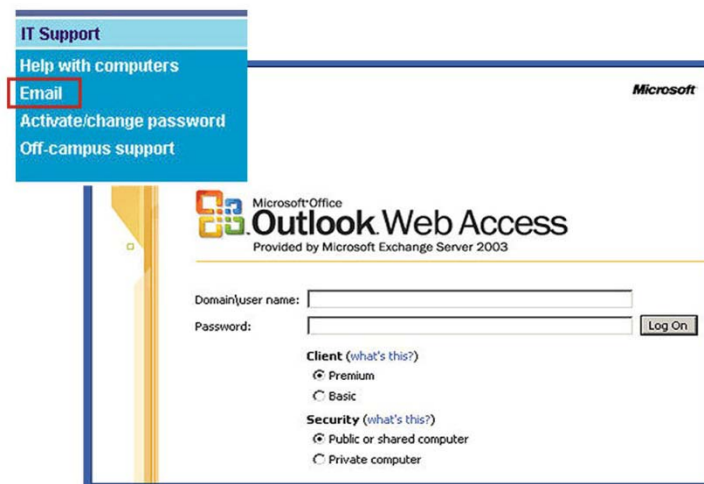 IT Support
Help with computers
Email
Activate/change password
Off-campus support
Microsoft
Microsoft Office
Outlook Web Access
Provided by Microsoft Exchange Server 2003
Domain\user name:
Password:
Log On
Client (what's this?)
Premium
Basic
Security (what's this?)
Public or shared computer
Private computer